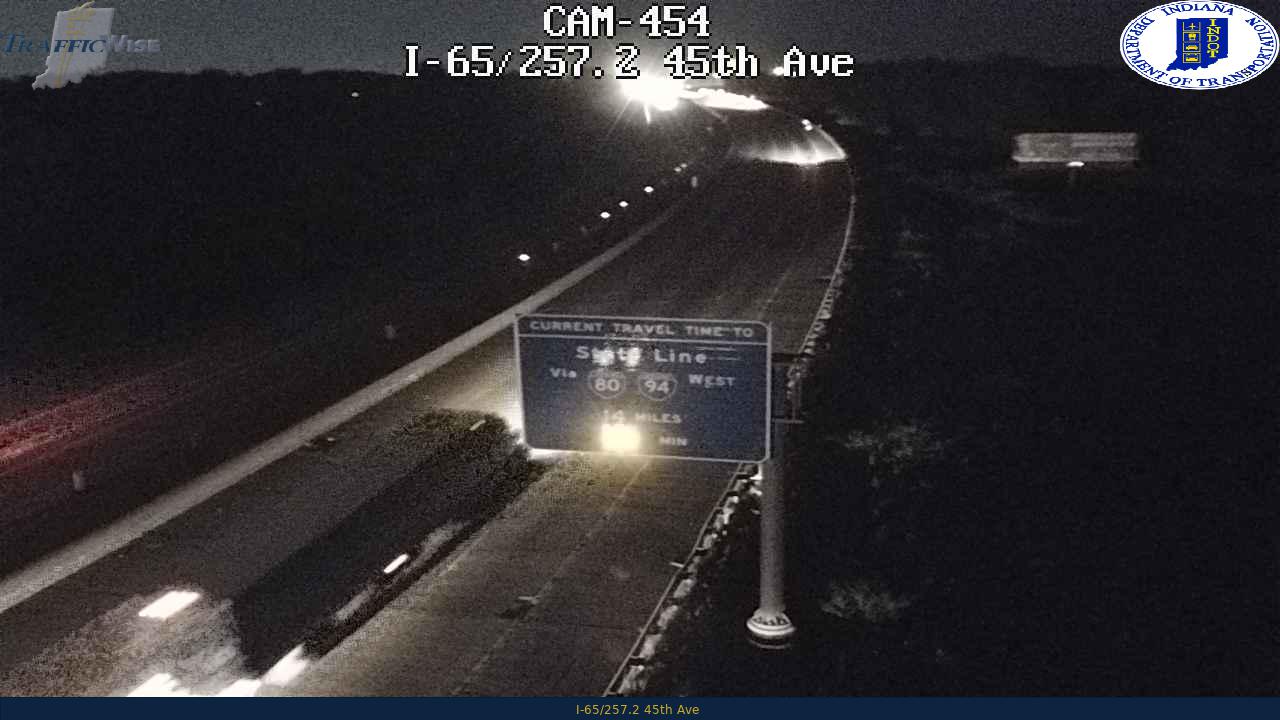 CAM-454
I-65/257.2 45th Ave
TRAFFICWISE
INDIANA
DEPARTMENT OF TRANSPORTATION
INDOT
CURRENT TRAVEL TIME TO
State Line
Via 80 94 WEST
14 MILES
MIN
I-65/257.2 45th Ave